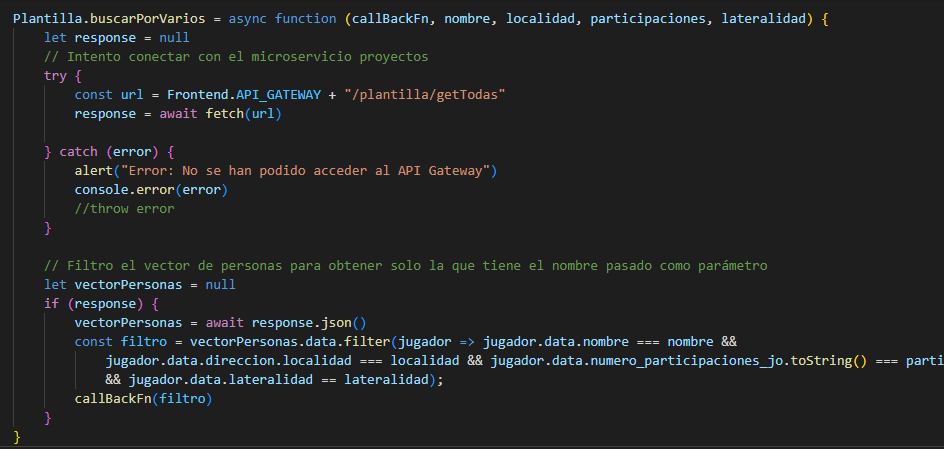 Plantilla.buscarPorVarios = async function (callBackFn, nombre, localidad, participaciones, lateralidad) {
let response = null
// Intento conectar con el microservicio proyectos
try {
const url = Frontend.API_GATEWAY + "/plantilla/getTodas"
response = await fetch(url)
} catch (error) {
alert("Error: No se han podido acceder al API Gateway")
console.error(error)
//throw error
}
// Filtro el vector de personas para obtener solo la que tiene el nombre pasado como parámetro
let vectorPersonas = null
if (response) {
vectorPersonas = await response.json()
const filtro = vectorPersonas.data.filter(jugador => jugador.data.nombre === nombre &&
jugador.data.direccion.localidad === localidad && jugador.data.numero_participaciones_jo.toString() === parti
&& jugador.data.lateralidad == lateralidad);
callBackFn(filtro)
}
}